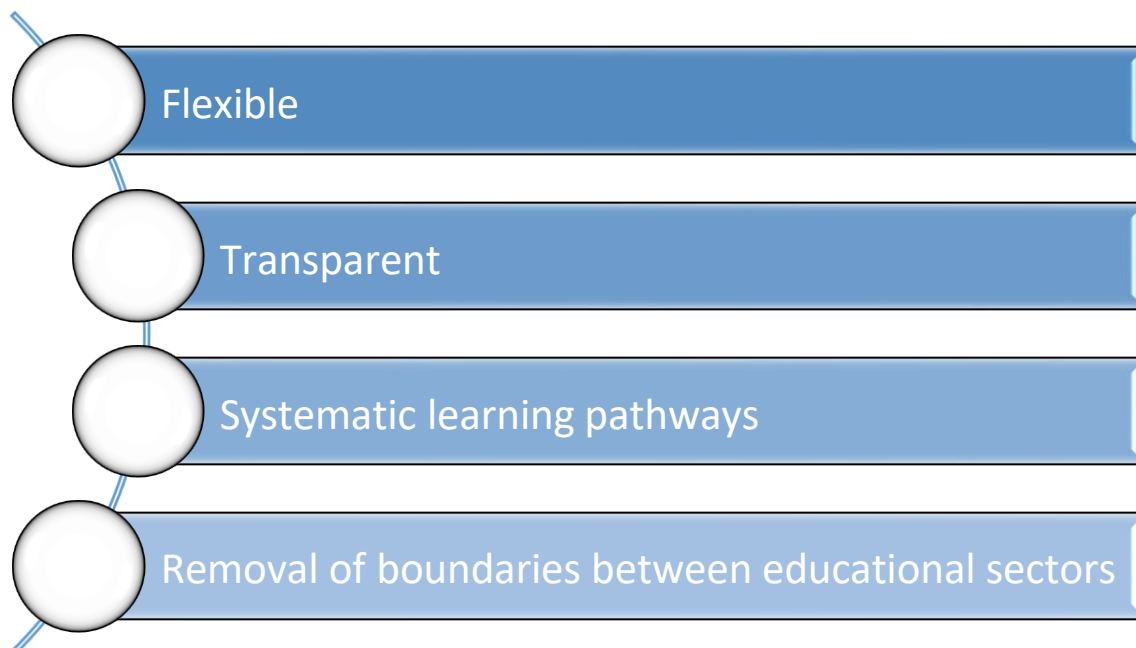 Flexible
Transparent
Systematic learning pathways
Removal of boundaries between educational sectors